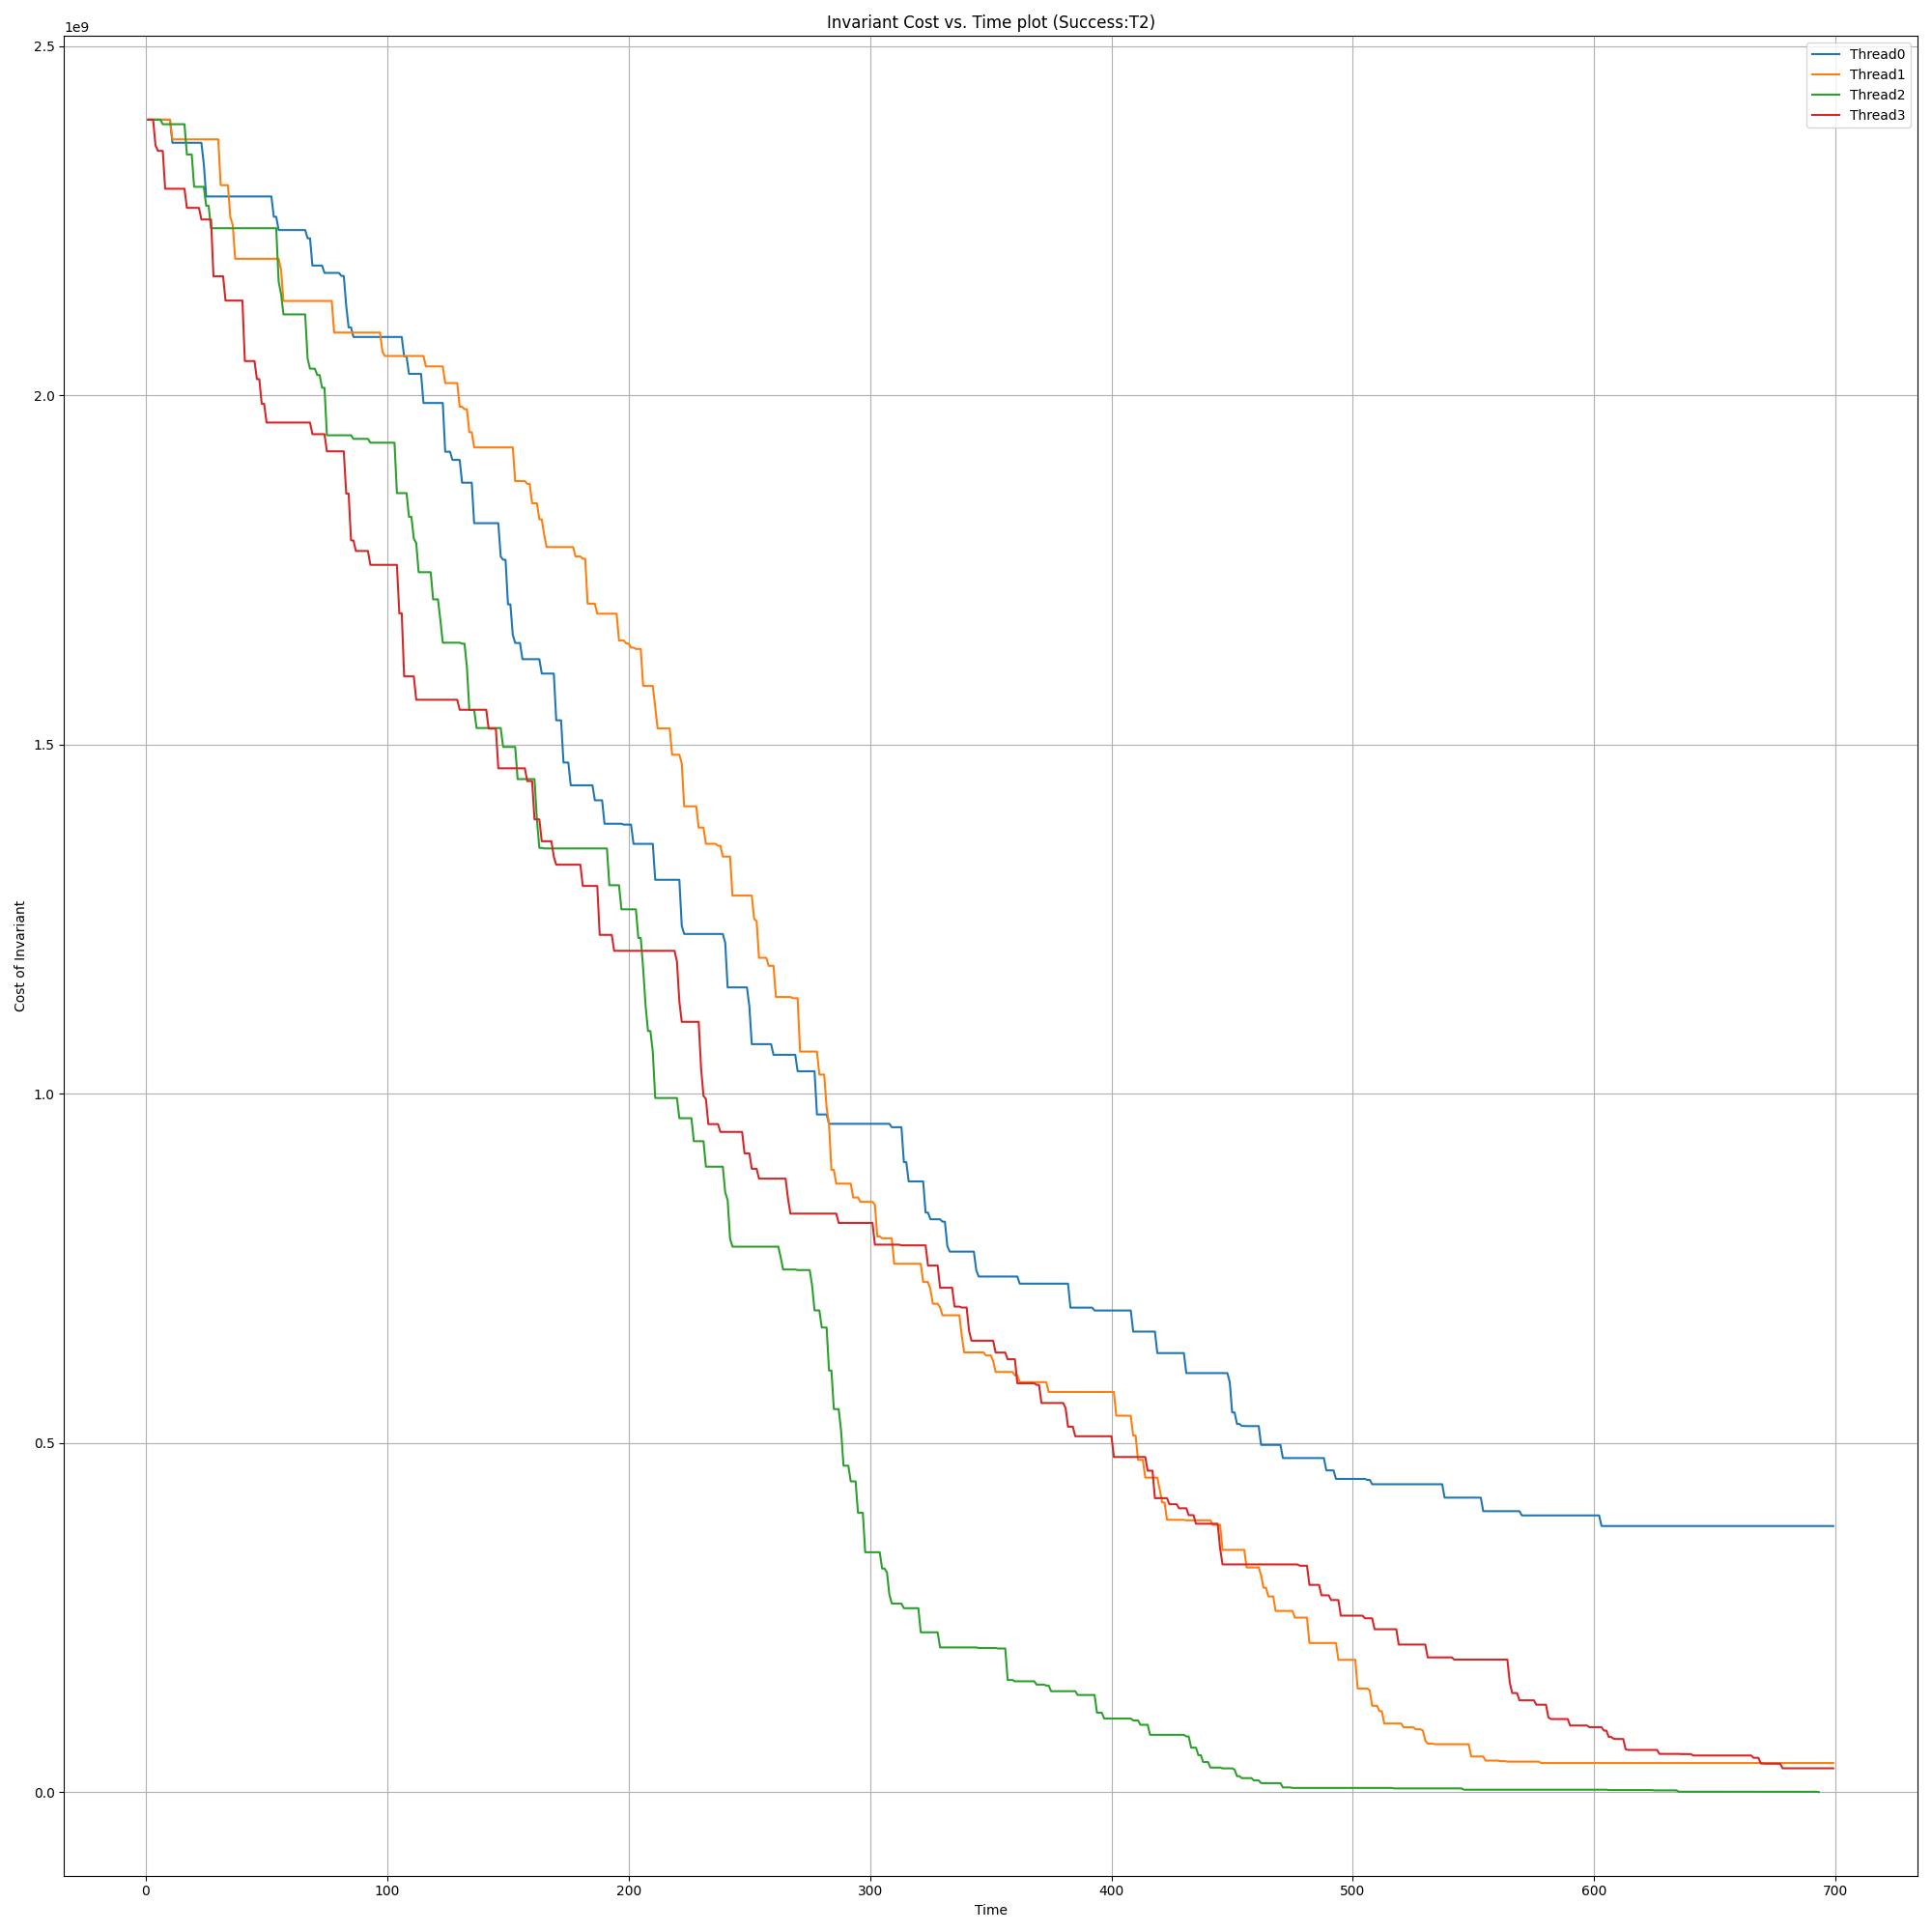 Invariant Cost vs. Time plot (Success:T2)
1e9
2.5
2.0
1.5
1.0
0.5
0.0
Cost of Invariant
0 100 200 300 400 500 600 700
Time
Thread0
Thread1
Thread2
Thread3